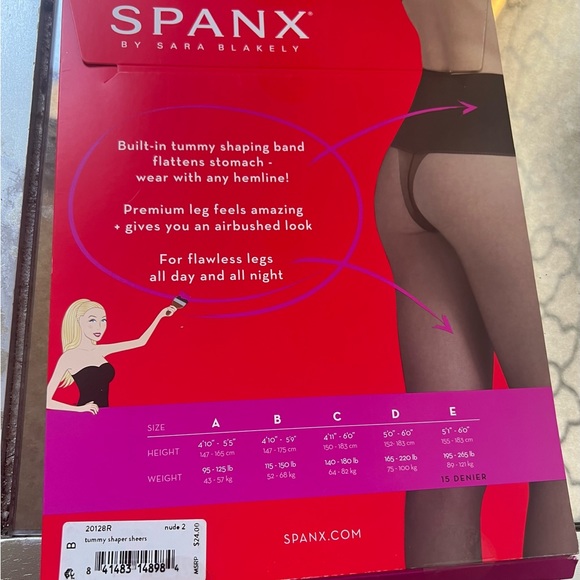 SPANX®
BY SARA BLAKELY
Built-in tummy shaping band
flattens stomach -
wear with any hemline!
Premium leg feels amazing
+ gives you an airbushed look
For flawless legs
all day and all night
SIZE A B C D E
HEIGHT 4'10" - 5'5" 4'10" - 5'9" 4'11" - 6'0" 5'0" - 6'0" 5'1" - 6'0"
147 - 165 cm 147 - 175 cm 150 - 183 cm 152 - 183 cm 155 - 183 cm
WEIGHT 95 - 125 lb 115 - 150 lb 140 - 180 lb 165 - 220 lb 195 - 265 lb
43 - 57 kg 52 - 68 kg 64 - 82 kg 75 - 100 kg 89 - 121 kg
15 DENIER
20128R nude 2
tummy shaper sheers
B
8 41483 14898 4
MSRP $24.00
SPANX.COM